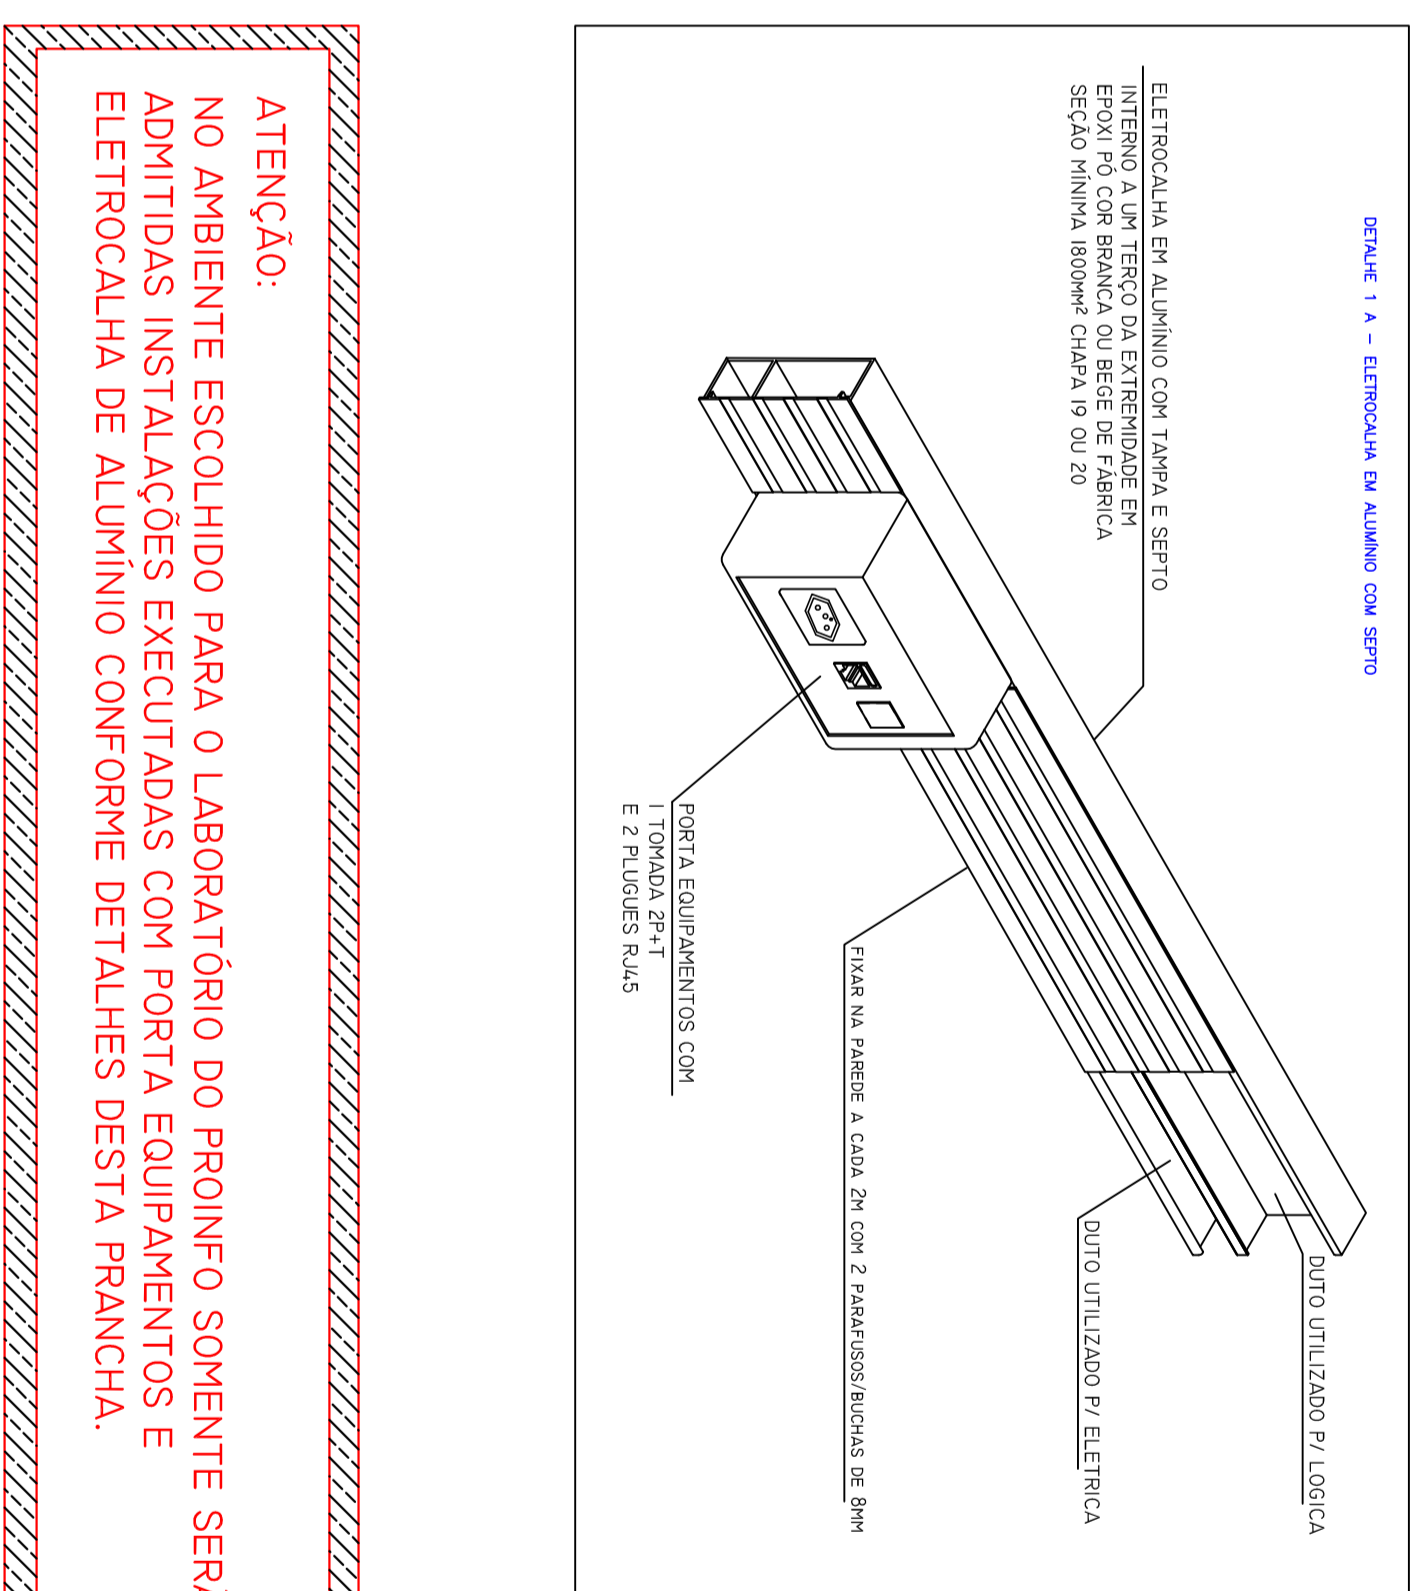 DETALHE 1 A - ELETROCALHA EM ALUMÍNIO COM SEPTO
ELETROCALHA EM ALUMÍNIO COM TAMPA E SEPTO
INTERNO A UM TERÇO DA EXTREMIDADE EM
EPOXI PÓ COR BRANCA OU BEGE DE FÁBRICA
SEÇÃO MÍNIMA 1800MM² CHAPA 19 OU 20
DUTO UTILIZADO P/ LOGICA
DUTO UTILIZADO P/ ELETRICA
FIXAR NA PAREDE A CADA 2M COM 2 PARAFUSOS/BUCHAS DE 8MM
PORTA EQUIPAMENTOS COM
1 TOMADA 2P+T
E 2 PLUGUES RJ45
ATENÇÃO:
NO AMBIENTE ESCOLHIDO PARA O LABORATÓRIO DO PROINFO SOMENTE SERÃ
ADMITIDAS INSTALAÇÕES EXECUTADAS COM PORTA EQUIPAMENTOS E
ELETROCALHA DE ALUMÍNIO CONFORME DETALHES DESTA PRANCHA.